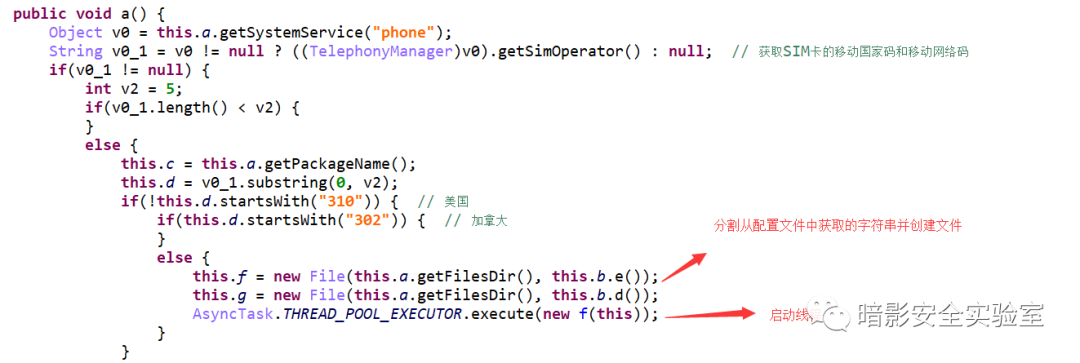 public void a() {
Object v0 = this.a.getSystemService("phone");
String v0_1 = v0 != null ? ((TelephonyManager)v0).getSimOperator() : null;  // 获取SIM卡的移动国家码和移动网络码
if(v0_1 != null) {
int v2 = 5;
if(v0_1.length() < v2) {
}
else {
this.c = this.a.getPackageName();
this.d = v0_1.substring(0, v2);
if(!this.d.startsWith("310")) {  // 美国
if(this.d.startsWith("302")) {  // 加拿大
分割从配置文件中获取的字符串并创建文件
}
else {
this.f = new File(this.a.getFilesDir(), this.b.e());
this.g = new File(this.a.getFilesDir(), this.b.d());
AsyncTask.THREAD_POOL_EXECUTOR.execute(new f(this));
启动线
暗影安全实验室
}
}